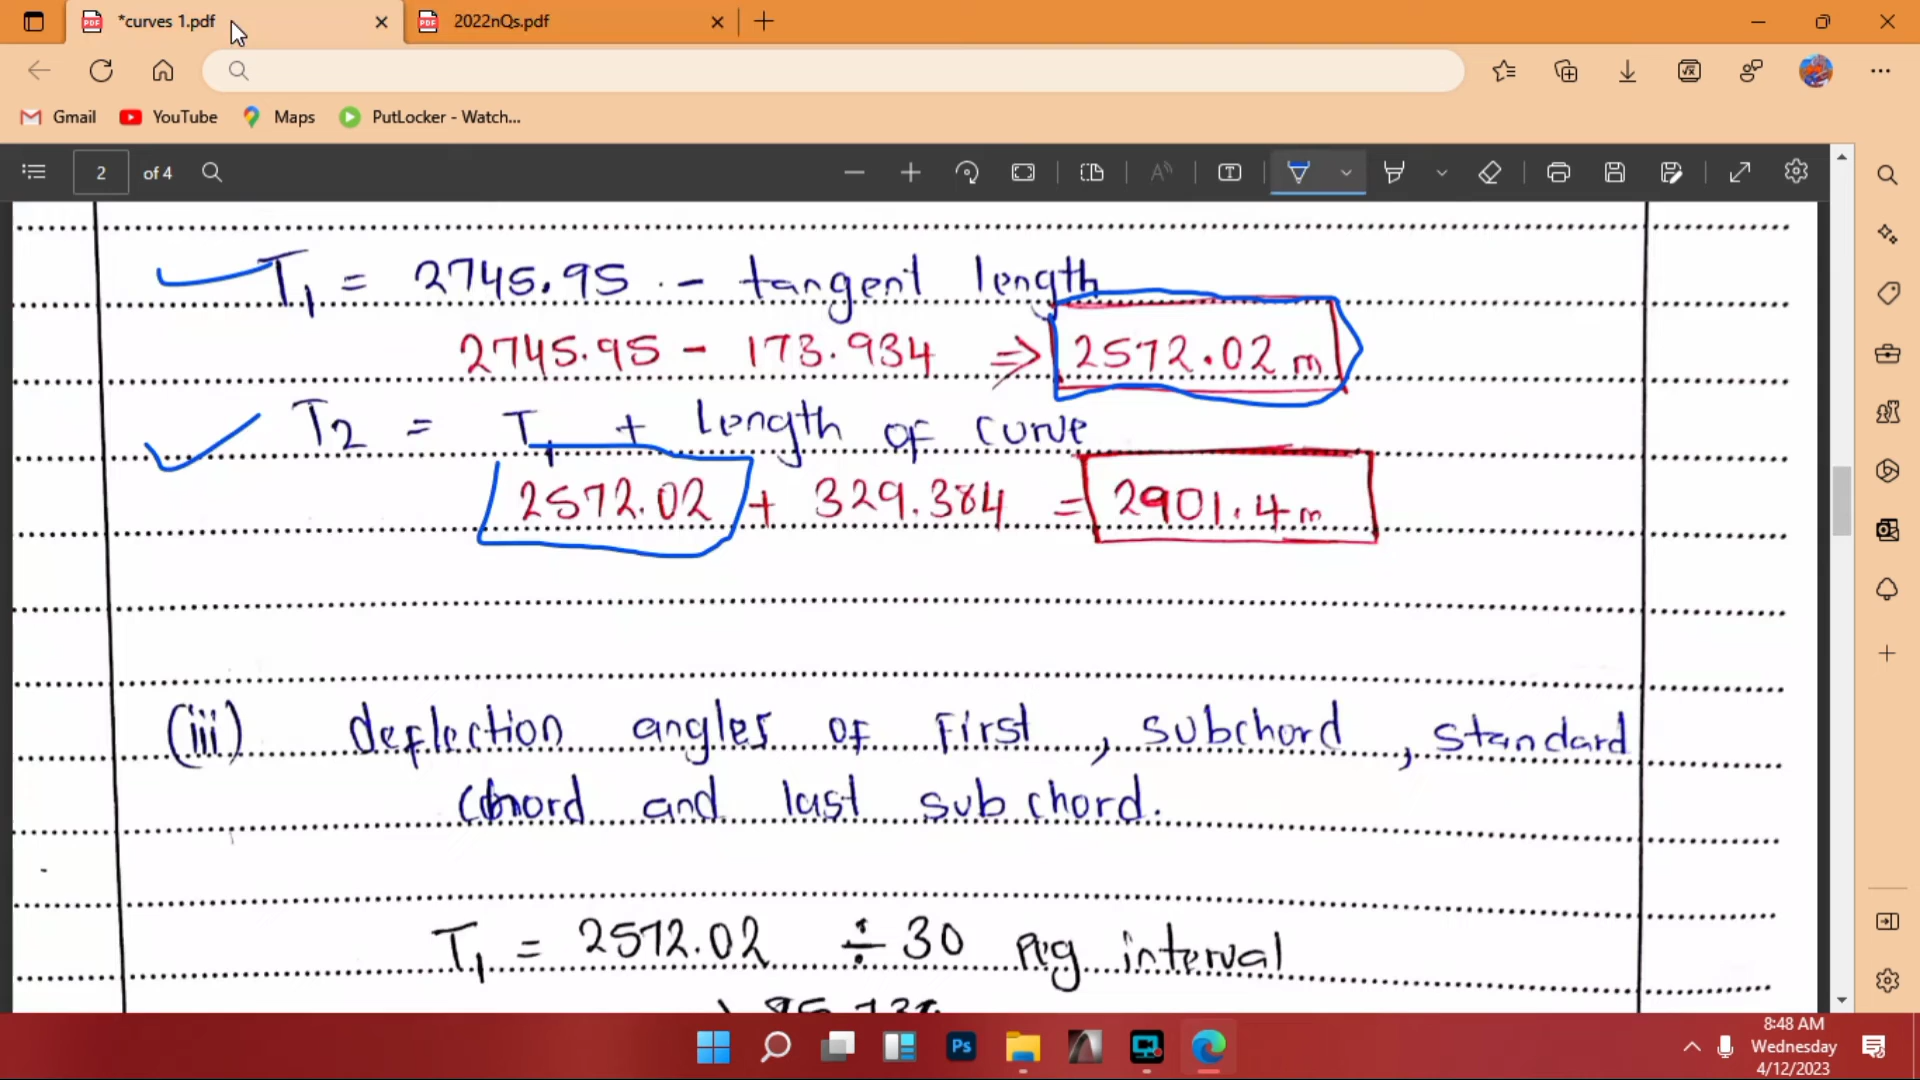 *curves 1.pdf
2022nQs.pdf
Gmail
YouTube
Maps
PutLocker - Watch...
2 of 4
T1 = 2745.95 - tangent length
2745.95 - 173.934 => 2572.02 m
T2 = T1 + length of curve
2572.02 + 329.384 = 2901.4 m
(iii) deflection angles of First, subchord, standard
chord and last sub chord.
T1 = 2572.02 ÷ 30 Peg interval
8:48 AM
Wednesday
4/12/2023